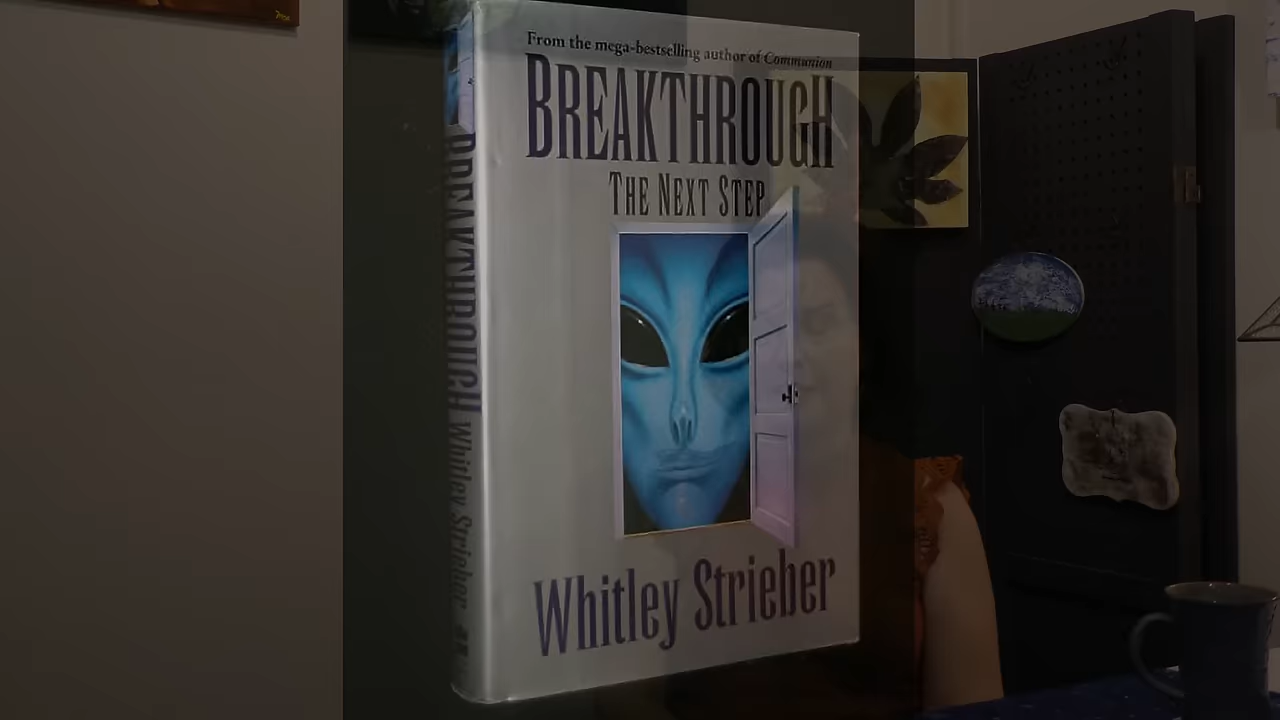 From the mega-bestselling author of Communion
BREAKTHROUGH
THE NEXT STEP
Whitley Strieber
BREAKTHROUGH Whitley Strieber